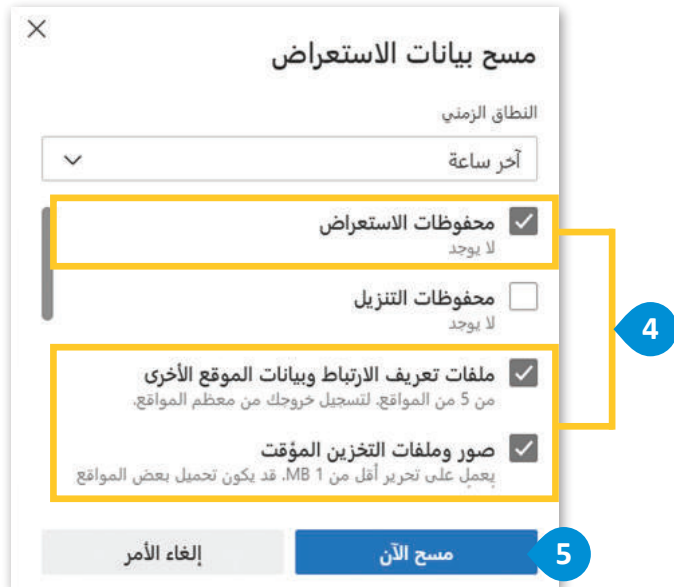 مسح بيانات الاستعراض
النطاق الزمني
آخر ساعة
محفوظات الاستعراض
لا يوجد
محفوظات التنزيل
لا يوجد
4
ملفات تعريف الارتباط وبيانات الموقع الأخرى
من 5 من المواقع. لتسجيل خروجك من معظم المواقع.
صور وملفات التخزين المؤقت
يعمل على تحرير أقل من 1 MB. قد يكون تحميل بعض المواقع
مسح الآن
إلغاء الأمر
5